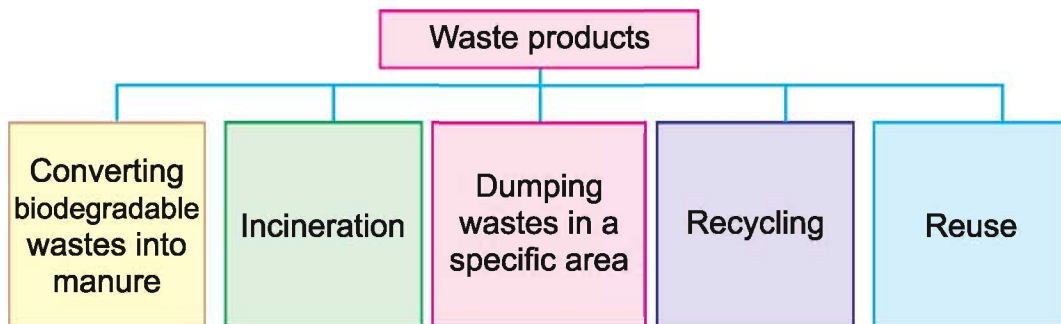 Waste products
Converting
biodegradable
wastes into
manure
Incineration
Dumping
wastes in a
specific area
Recycling
Reuse